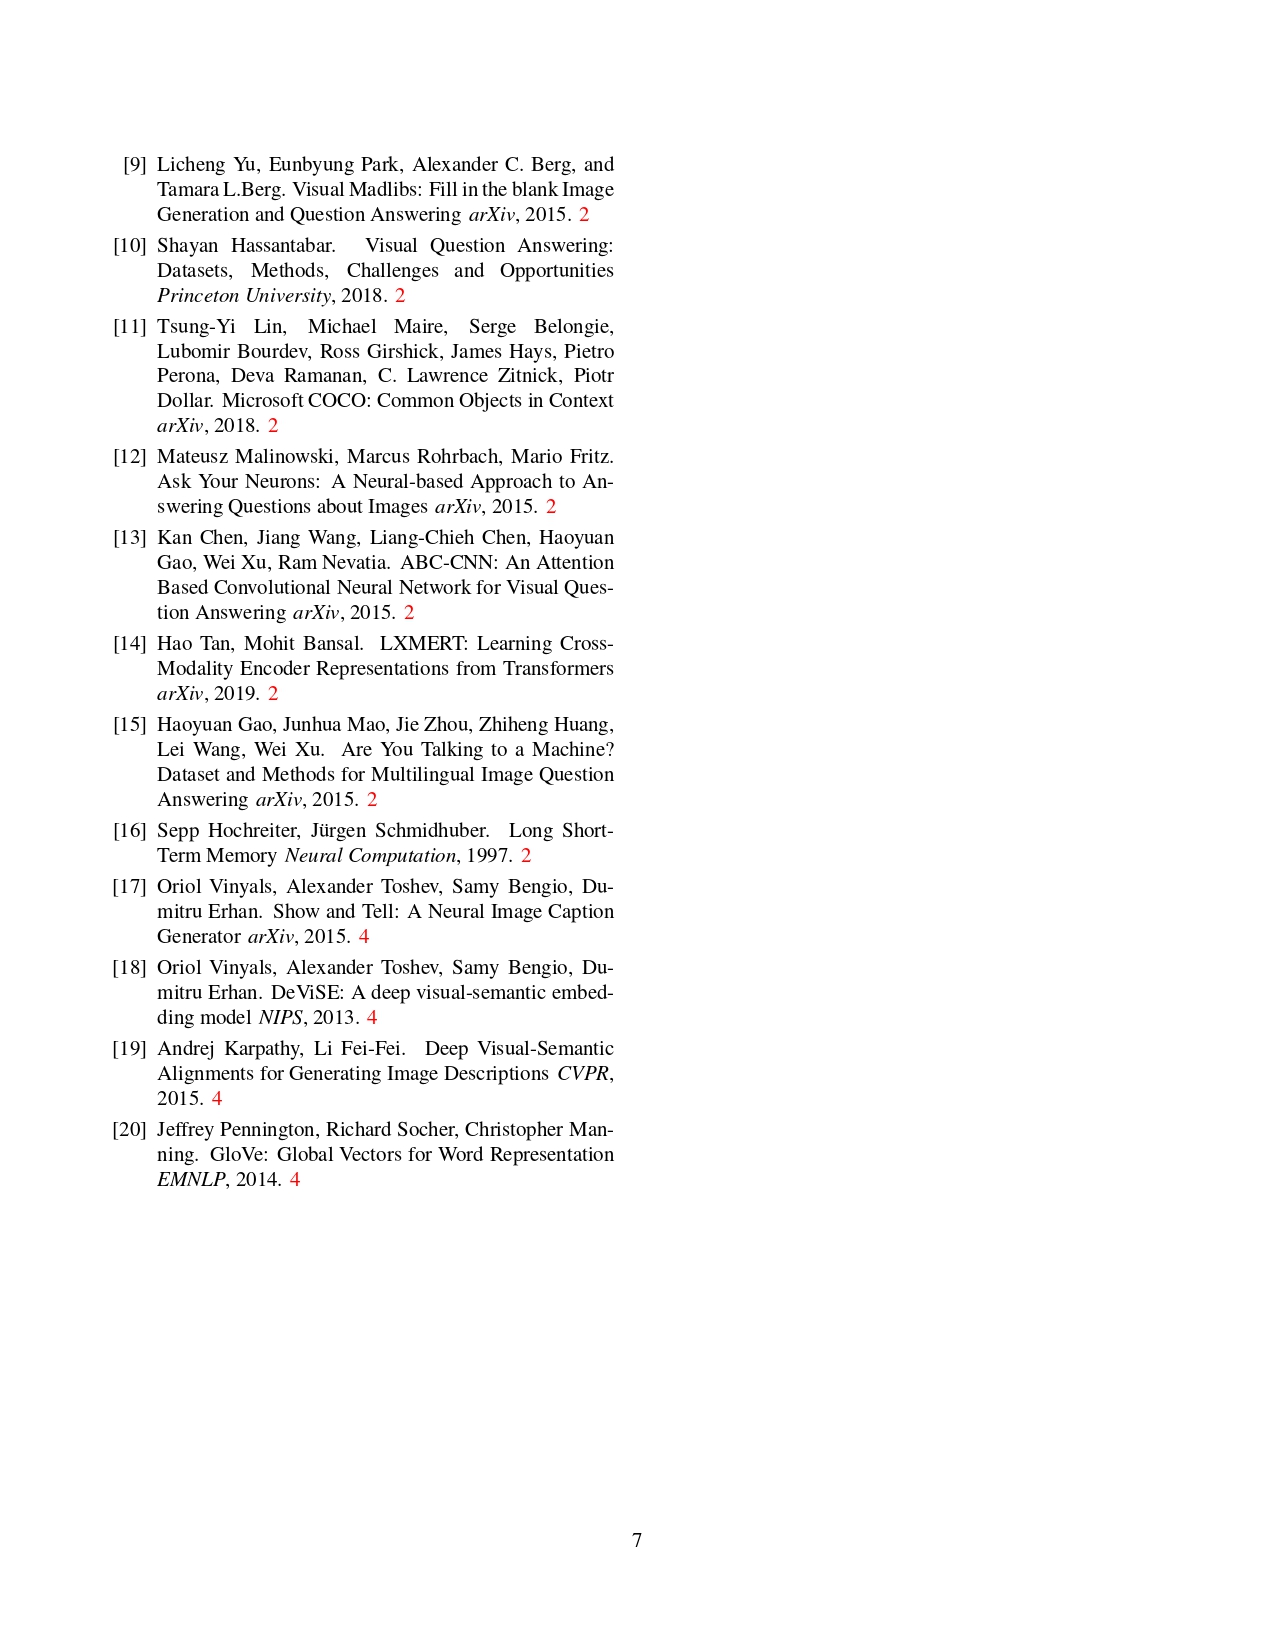 [9] Licheng Yu, Eunbyung Park, Alexander C. Berg, and
Tamara L.Berg. Visual Madlibs: Fill in the blank Image
Generation and Question Answering arXiv, 2015. 2
[10] Shayan Hassantabar. Visual Question Answering:
Datasets, Methods, Challenges and Opportunities
Princeton University, 2018. 2
[11] Tsung-Yi Lin, Michael Maire, Serge Belongie,
Lubomir Bourdev, Ross Girshick, James Hays, Pietro
Perona, Deva Ramanan, C. Lawrence Zitnick, Piotr
Dollar. Microsoft COCO: Common Objects in Context
arXiv, 2018. 2
[12] Mateusz Malinowski, Marcus Rohrbach, Mario Fritz.
Ask Your Neurons: A Neural-based Approach to An-
swering Questions about Images arXiv, 2015. 2
[13] Kan Chen, Jiang Wang, Liang-Chieh Chen, Haoyuan
Gao, Wei Xu, Ram Nevatia. ABC-CNN: An Attention
Based Convolutional Neural Network for Visual Ques-
tion Answering arXiv, 2015. 2
[14] Hao Tan, Mohit Bansal. LXMERT: Learning Cross-
Modality Encoder Representations from Transformers
arXiv, 2019. 2
[15] Haoyuan Gao, Junhua Mao, Jie Zhou, Zhiheng Huang,
Lei Wang, Wei Xu. Are You Talking to a Machine?
Dataset and Methods for Multilingual Image Question
Answering arXiv, 2015. 2
[16] Sepp Hochreiter, Jürgen Schmidhuber. Long Short-
Term Memory Neural Computation, 1997. 2
[17] Oriol Vinyals, Alexander Toshev, Samy Bengio, Du-
mitru Erhan. Show and Tell: A Neural Image Caption
Generator arXiv, 2015. 4
[18] Oriol Vinyals, Alexander Toshev, Samy Bengio, Du-
mitru Erhan. DeViSE: A deep visual-semantic embed-
ding model NIPS, 2013. 4
[19] Andrej Karpathy, Li Fei-Fei. Deep Visual-Semantic
Alignments for Generating Image Descriptions CVPR,
2015. 4
[20] Jeffrey Pennington, Richard Socher, Christopher Man-
ning. GloVe: Global Vectors for Word Representation
EMNLP, 2014. 4
7